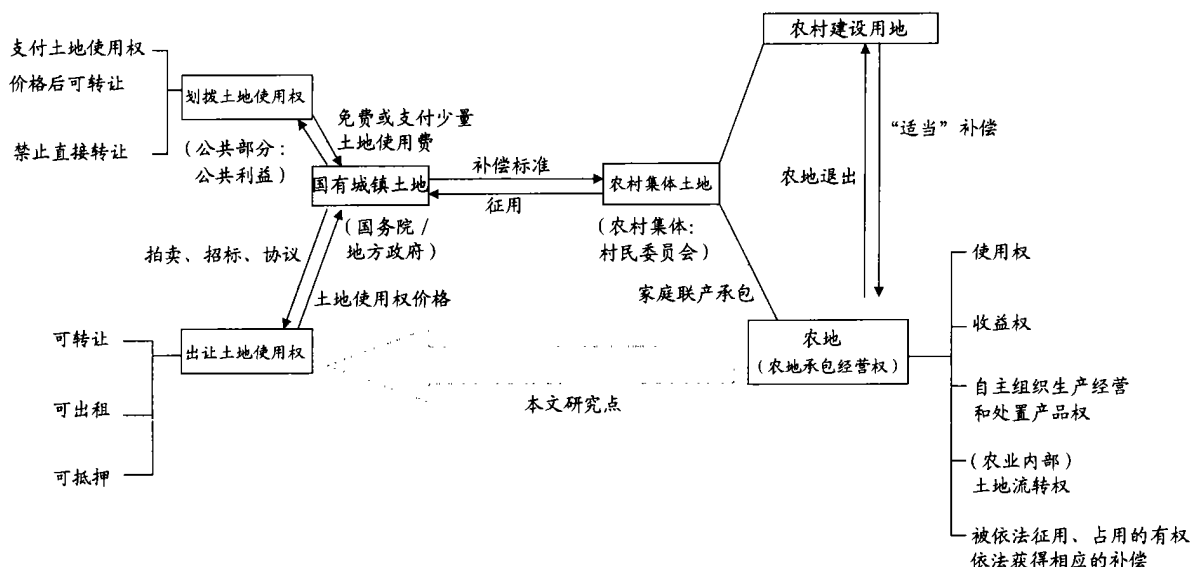 农村建设用地
支付土地使用权
价格后可转让
禁止直接转让
划拨土地使用权
(公共部分:
公共利益)
免费或支付少量
土地使用费
国有城镇土地
(国务院/
地方政府)
补偿标准
征用
农村集体土地
(农村集体:
村民委员会)
“适当”补偿
农地退出
拍卖、招标、协议
土地使用权价格
家庭联产承包
可转让
可出租
可抵押
出让土地使用权
本文研究点
农地
(农地承包经营权)
使用权
收益权
自主组织生产经营
和处置产品权
(农业内部)
土地流转权
被依法征用、占用的有权
依法获得相应的补偿